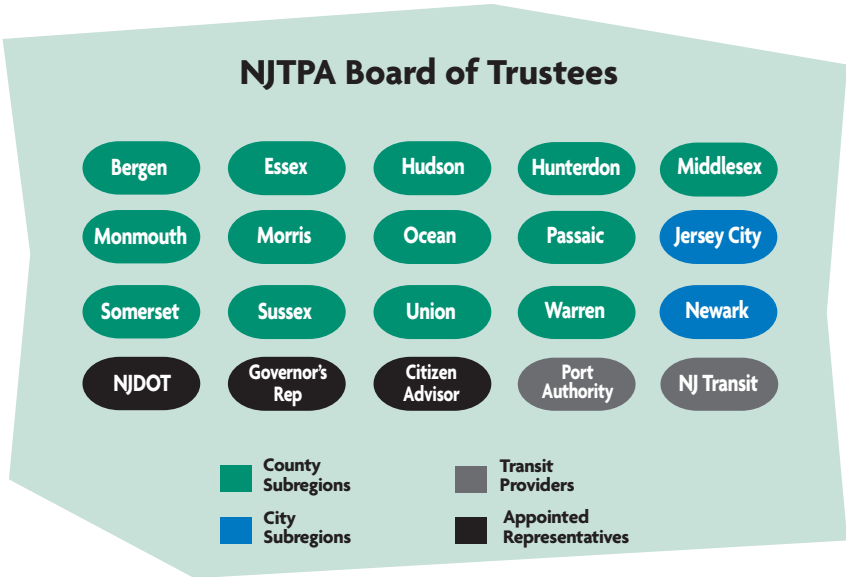 NJTPA Board of Trustees
Bergen
Essex
Hudson
Hunterdon
Middlesex
Monmouth
Morris
Ocean
Passaic
Jersey City
Somerset
Sussex
Union
Warren
Newark
NJDOT
Governor's
Rep
Citizen
Advisor
Port
Authority
NJ Transit
County
Subregions
Transit
Providers
City
Subregions
Appointed
Representatives